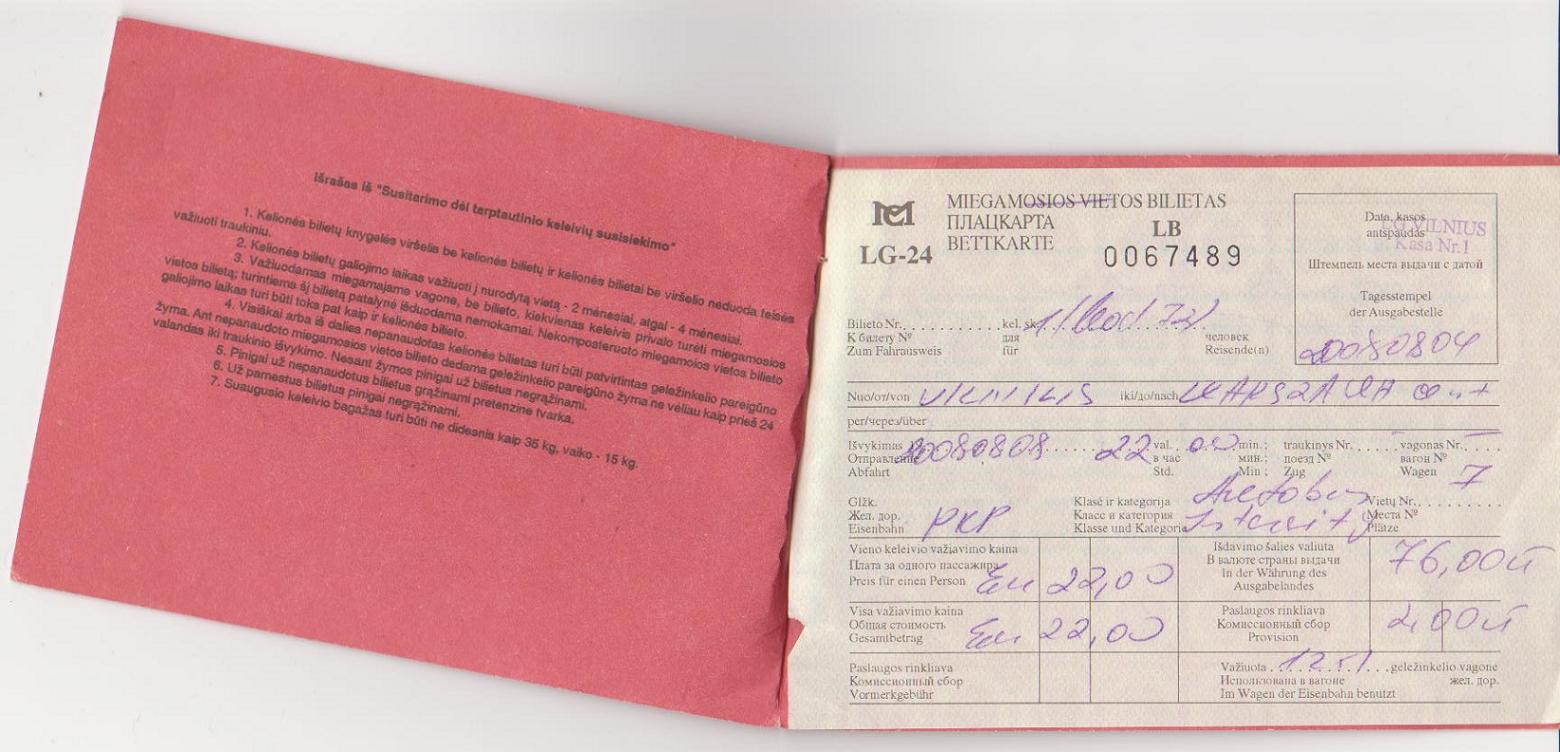 Išrašas iš "Susitarimo dėl tarptautinio keleivių susisiekimo"
1. Kelionės bilietų knygelės viršelis be kelionės bilietų ir kelionės bilietai be viršelio neduoda teisės
važiuoti traukiniu.
2. Kelionės bilietų galiojimo laikas važiuoti į nurodytą vietą - 2 mėnesiai, atgal - 4 mėnesiai.
3. Važiuodamas miegamajame vagone, be bilieto, kiekvienas keleivis privalo turėti miegamosios
vietos bilietą; turintiems šį bilietą patalynė išduodama nemokamai. Nekomposteruoto miegamoios vietos bilieto
galiojimo laikas turi būti toks pat kaip ir kelionės bilieto.
4. Visiškai arba iš dalies nepanaudotas kelionės bilietas turi būti patvirtintas geležinkelio pareigūno
žyma. Ant nepanaudoto miegamosios vietos bilieto dedama geležinkelio pareigūno žyma ne vėliau kaip prieš 24
valandas iki traukinio išvykimo. Nesant žymos pinigai už bilietus negrąžinami.
5. Pinigai už nepanaudotus bilietus grąžinami pretenzine tvarka.
6. Už pamestus bilietus pinigai negrąžinami.
7. Suaugusio keleivio bagažas turi būti ne didesnis kaip 35 kg, vaiko - 15 kg.
MIEGAMOSIOS VIETOS BILIETAS
ПЛАЦКАРТА LB
BETTKARTE
LG-24 0067489
Data, kasos
antspaudas
LG VILNIUS
Kasa Nr.1
Штемпель места выдачи с датой
Tagesstempel
der Ausgabestelle
20080804
Bilieto Nr. kel. sk.
К билету № для человек
Zum Fahrausweis für Reisende(n)
Nuo/от/von VILNIUS iki/до/nach WARSZAWA
per/через/über
Išvykimas 20080808 22 val. 00 min.; traukinys Nr. vagonas Nr.
Отправление в час мин.; поезд № вагон №
Abfahrt Std. Min; Zug Wagen 7
Glžk. Klasė ir kategorija Autobus Vietų Nr.
Жел. дор. Класс и категория Места №
Eisenbahn PKP Klasse und Kategorie Intercity Plätze
Vieno keleivio važiavimo kaina
Плата за одного пассажира
Preis für einen Person Eu 22,00
Išdavimo šalies valiuta
В валюте страны выдачи
in der Währung des
Ausgabelandes
76,00
Visa važiavimo kaina
Общая стоимость
Gesamtbetrag Eu 22,00
Paslaugos rinkliava
Комиссионный сбор
Provision
2,00
Paslaugos rinkliava
Комиссионный сбор
Vormerkgebühr
Važiuota geležinkelio vagone
Использована в вагоне жел. дор.
Im Wagen der Eisenbahn benutzt